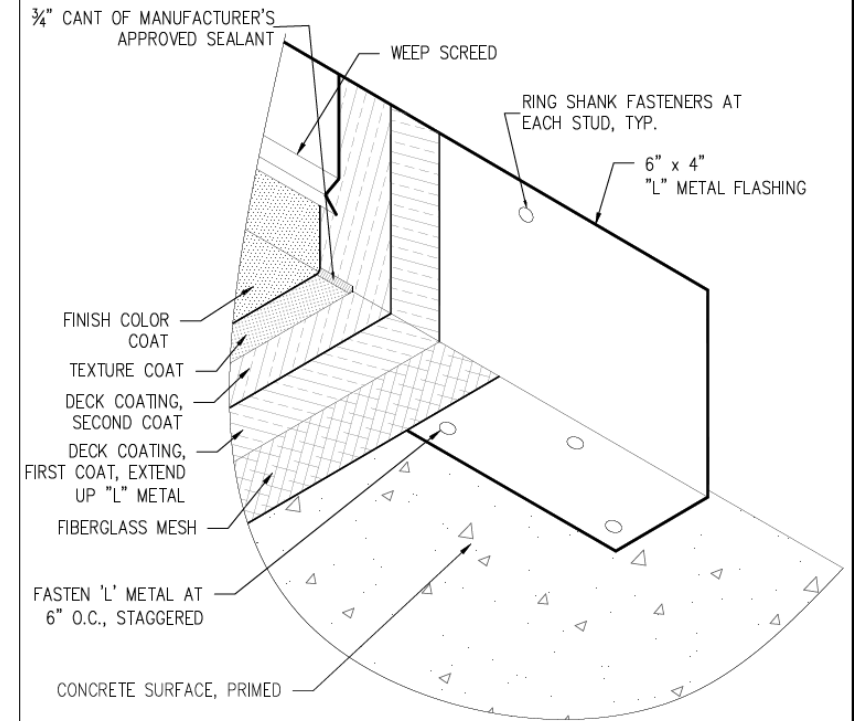 ¾" CANT OF MANUFACTURER'S
APPROVED SEALANT
WEEP SCREED
RING SHANK FASTENERS AT
EACH STUD, TYP.
6" x 4"
"L" METAL FLASHING
FINISH COLOR
COAT
TEXTURE COAT
DECK COATING,
SECOND COAT
DECK COATING,
FIRST COAT, EXTEND
UP "L" METAL
FIBERGLASS MESH
FASTEN 'L' METAL AT
6" O.C., STAGGERED
CONCRETE SURFACE, PRIMED